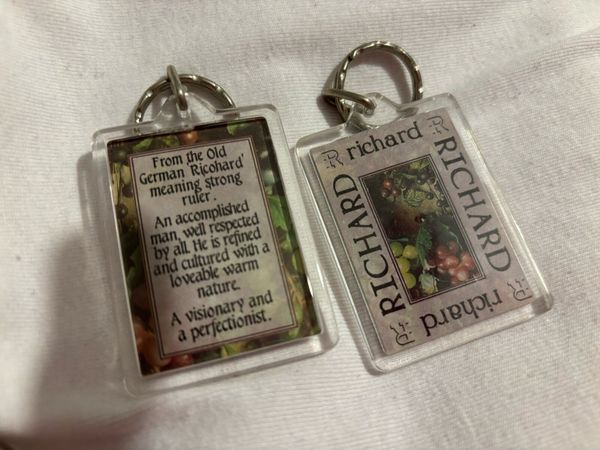 From the Old
German 'Ricohard'
meaning strong
ruler.
An accomplished
man, well respected
by all. He is refined
and cultured with a
loveable warm
nature.
A visionary and
a perfectionist.
R richard R
RICHARD
RICHARD
R richard R